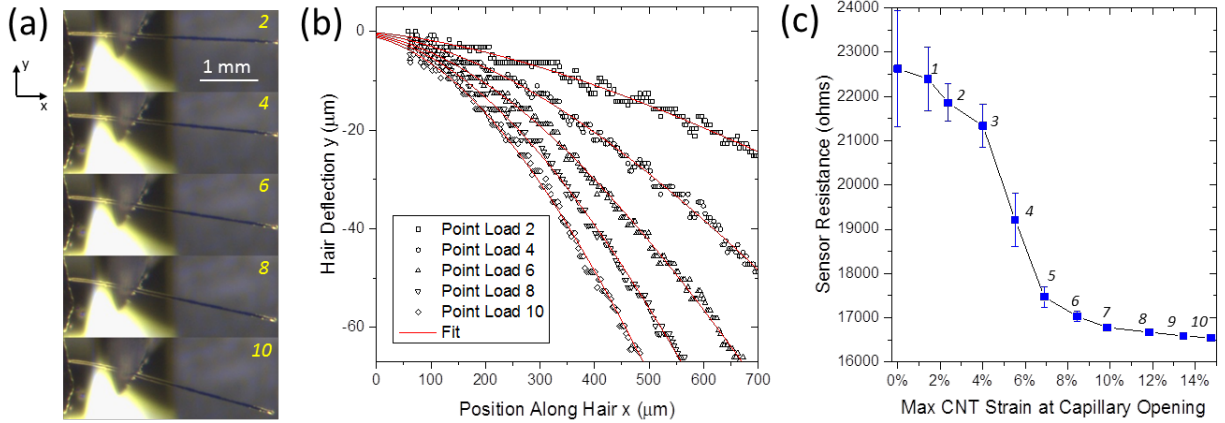 (a)
y
x
2
1 mm
4
6
8
10
(b)
0
-20
-40
-60
Hair Deflection y (μm)
Point Load 2
Point Load 4
Point Load 6
Point Load 8
Point Load 10
Fit
0 100 200 300 400 500 600 700
Position Along Hair x (μm)
(c)
24000
23000
22000
21000
20000
19000
18000
17000
16000
Sensor Resistance (ohms)
1
2
3
4
5
6
7
8
9
10
0% 2% 4% 6% 8% 10% 12% 14%
Max CNT Strain at Capillary Opening